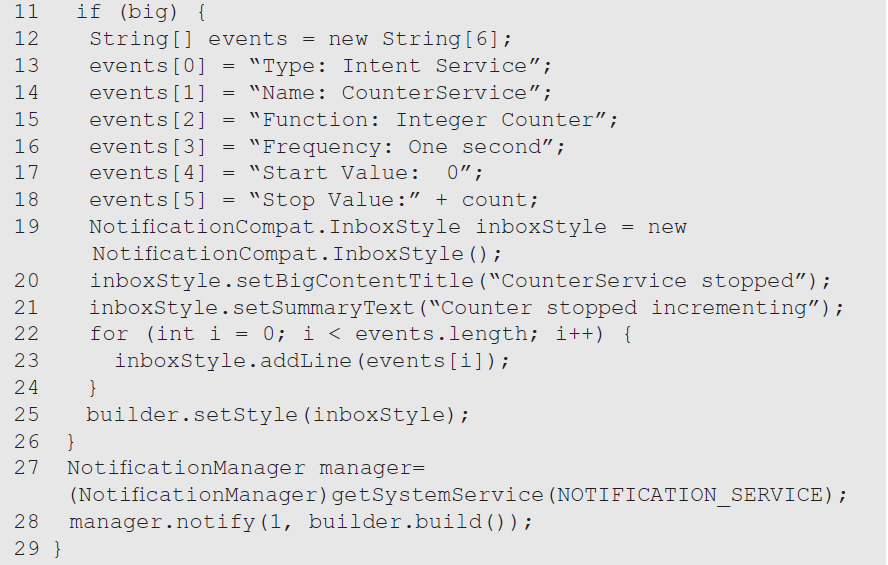 11 if (big) {
12 String[] events = new String[6];
13 events[0] = “Type: Intent Service”;
14 events[1] = “Name: CounterService”;
15 events[2] = “Function: Integer Counter”;
16 events[3] = “Frequency: One second”;
17 events[4] = “Start Value:  0”;
18 events[5] = “Stop Value:” + count;
19 NotificationCompat.InboxStyle inboxStyle = new
NotificationCompat.InboxStyle();
20 inboxStyle.setBigContentTitle(“CounterService stopped”);
21 inboxStyle.setSummaryText(“Counter stopped incrementing”);
22 for (int i = 0; i < events.length; i++) {
23 inboxStyle.addLine(events[i]);
24 }
25 builder.setStyle(inboxStyle);
26 }
27 NotificationManager manager=
(NotificationManager)getSystemService(NOTIFICATION_SERVICE);
28 manager.notify(1, builder.build());
29 }